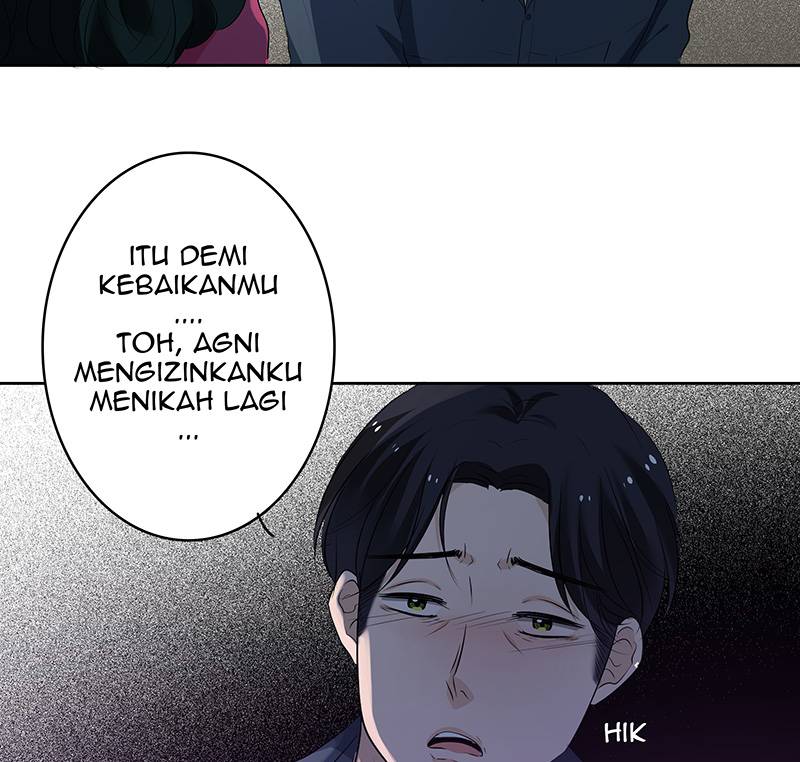 ITU DEMI
KEBAIKANMU
....
TOH, AGNI
MENGIZINKANKU
MENIKAH LAGI
...
HIK